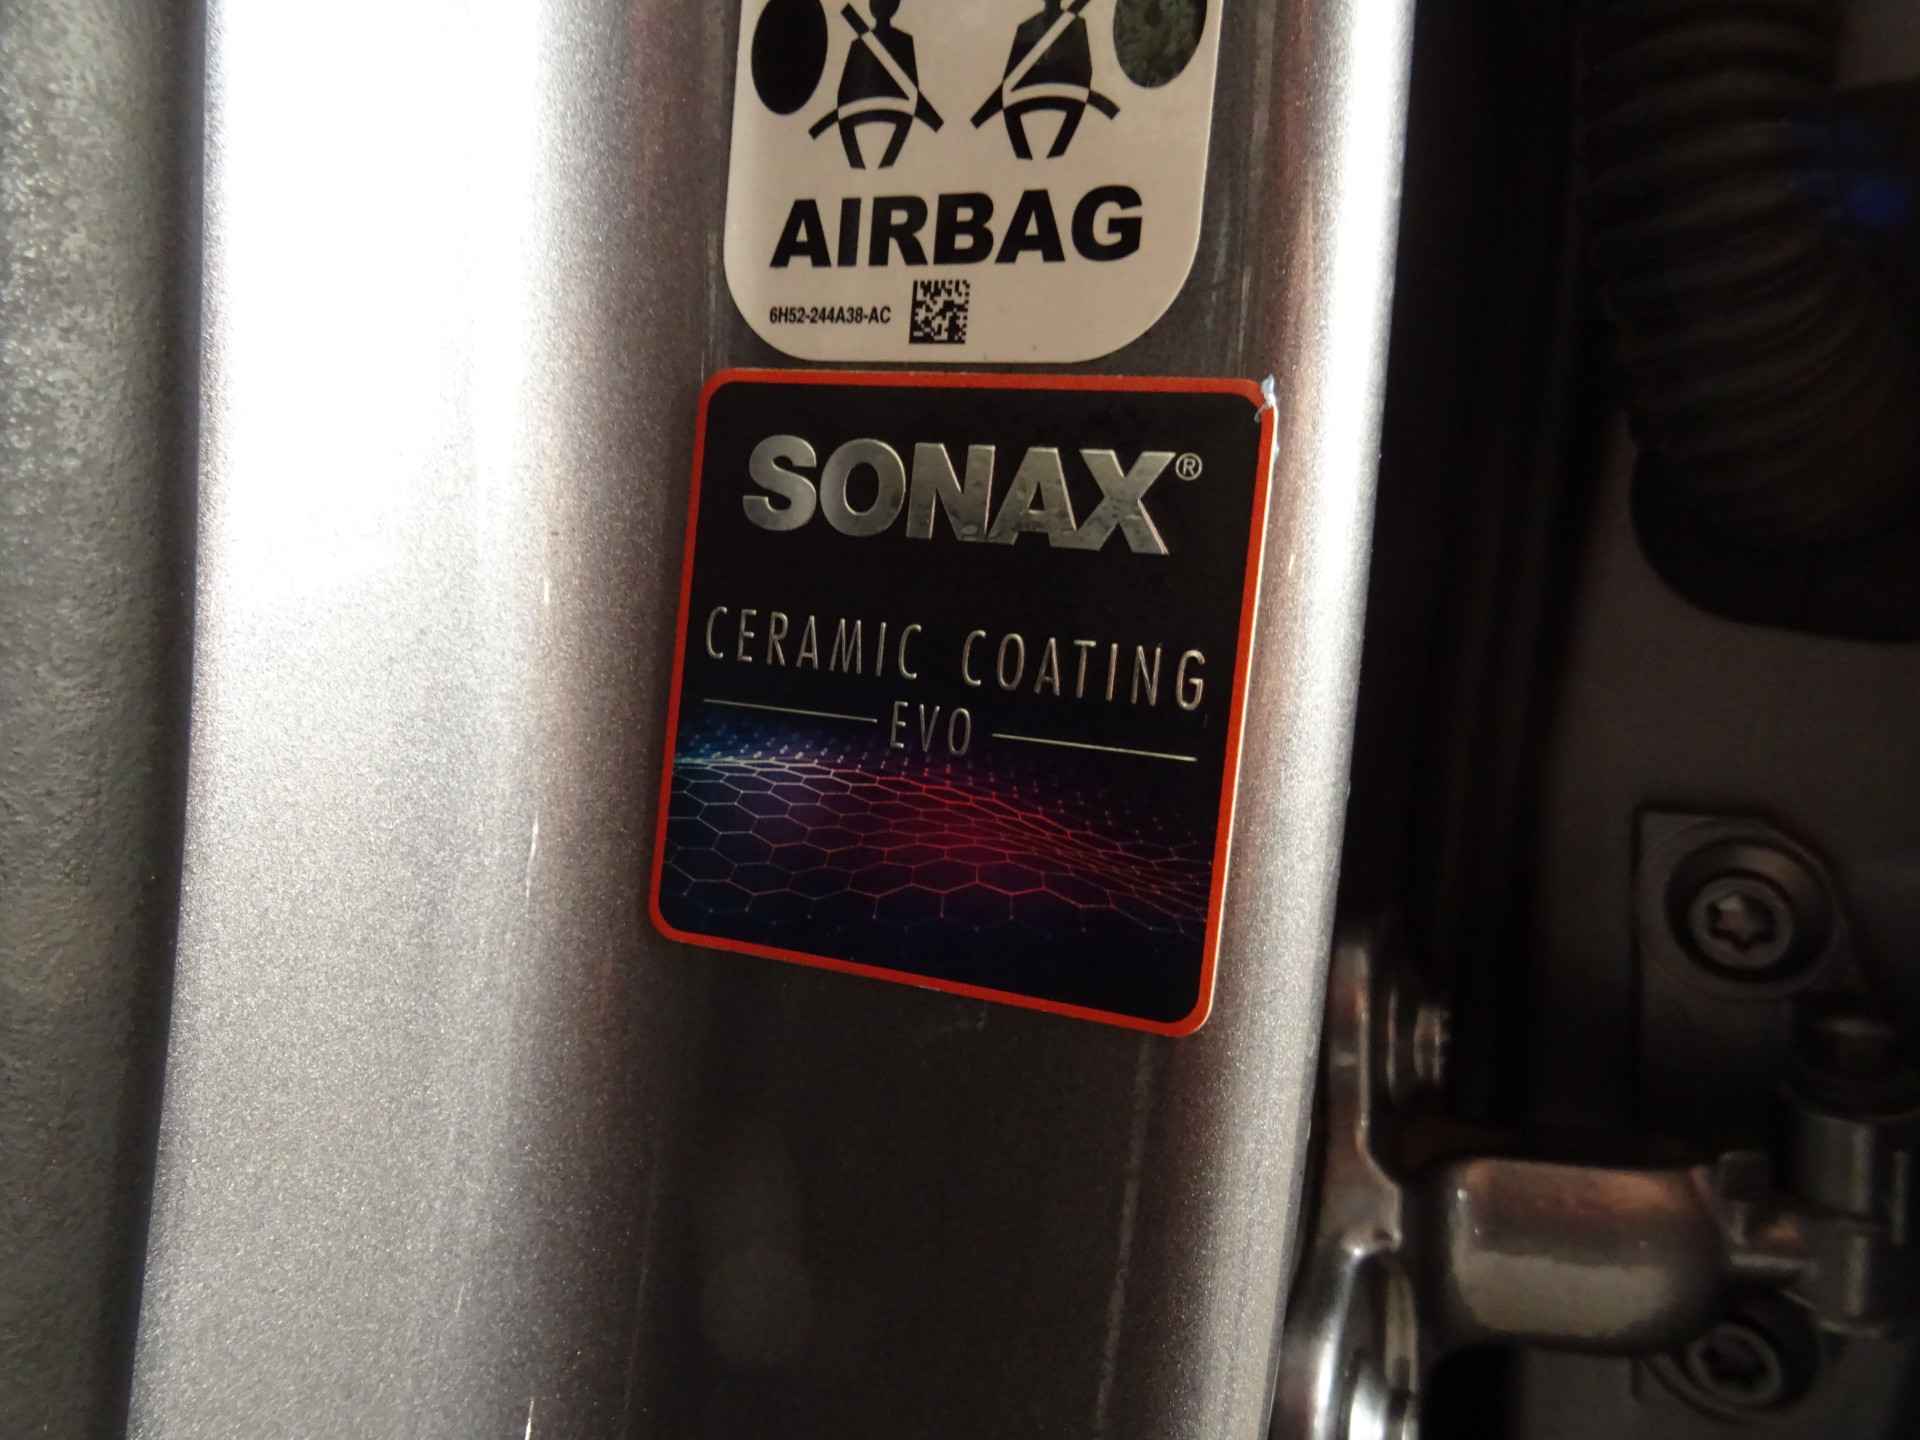 AIRBAG
6H52-244A38-AC
SONAX®
CERAMIC COATING
EVO